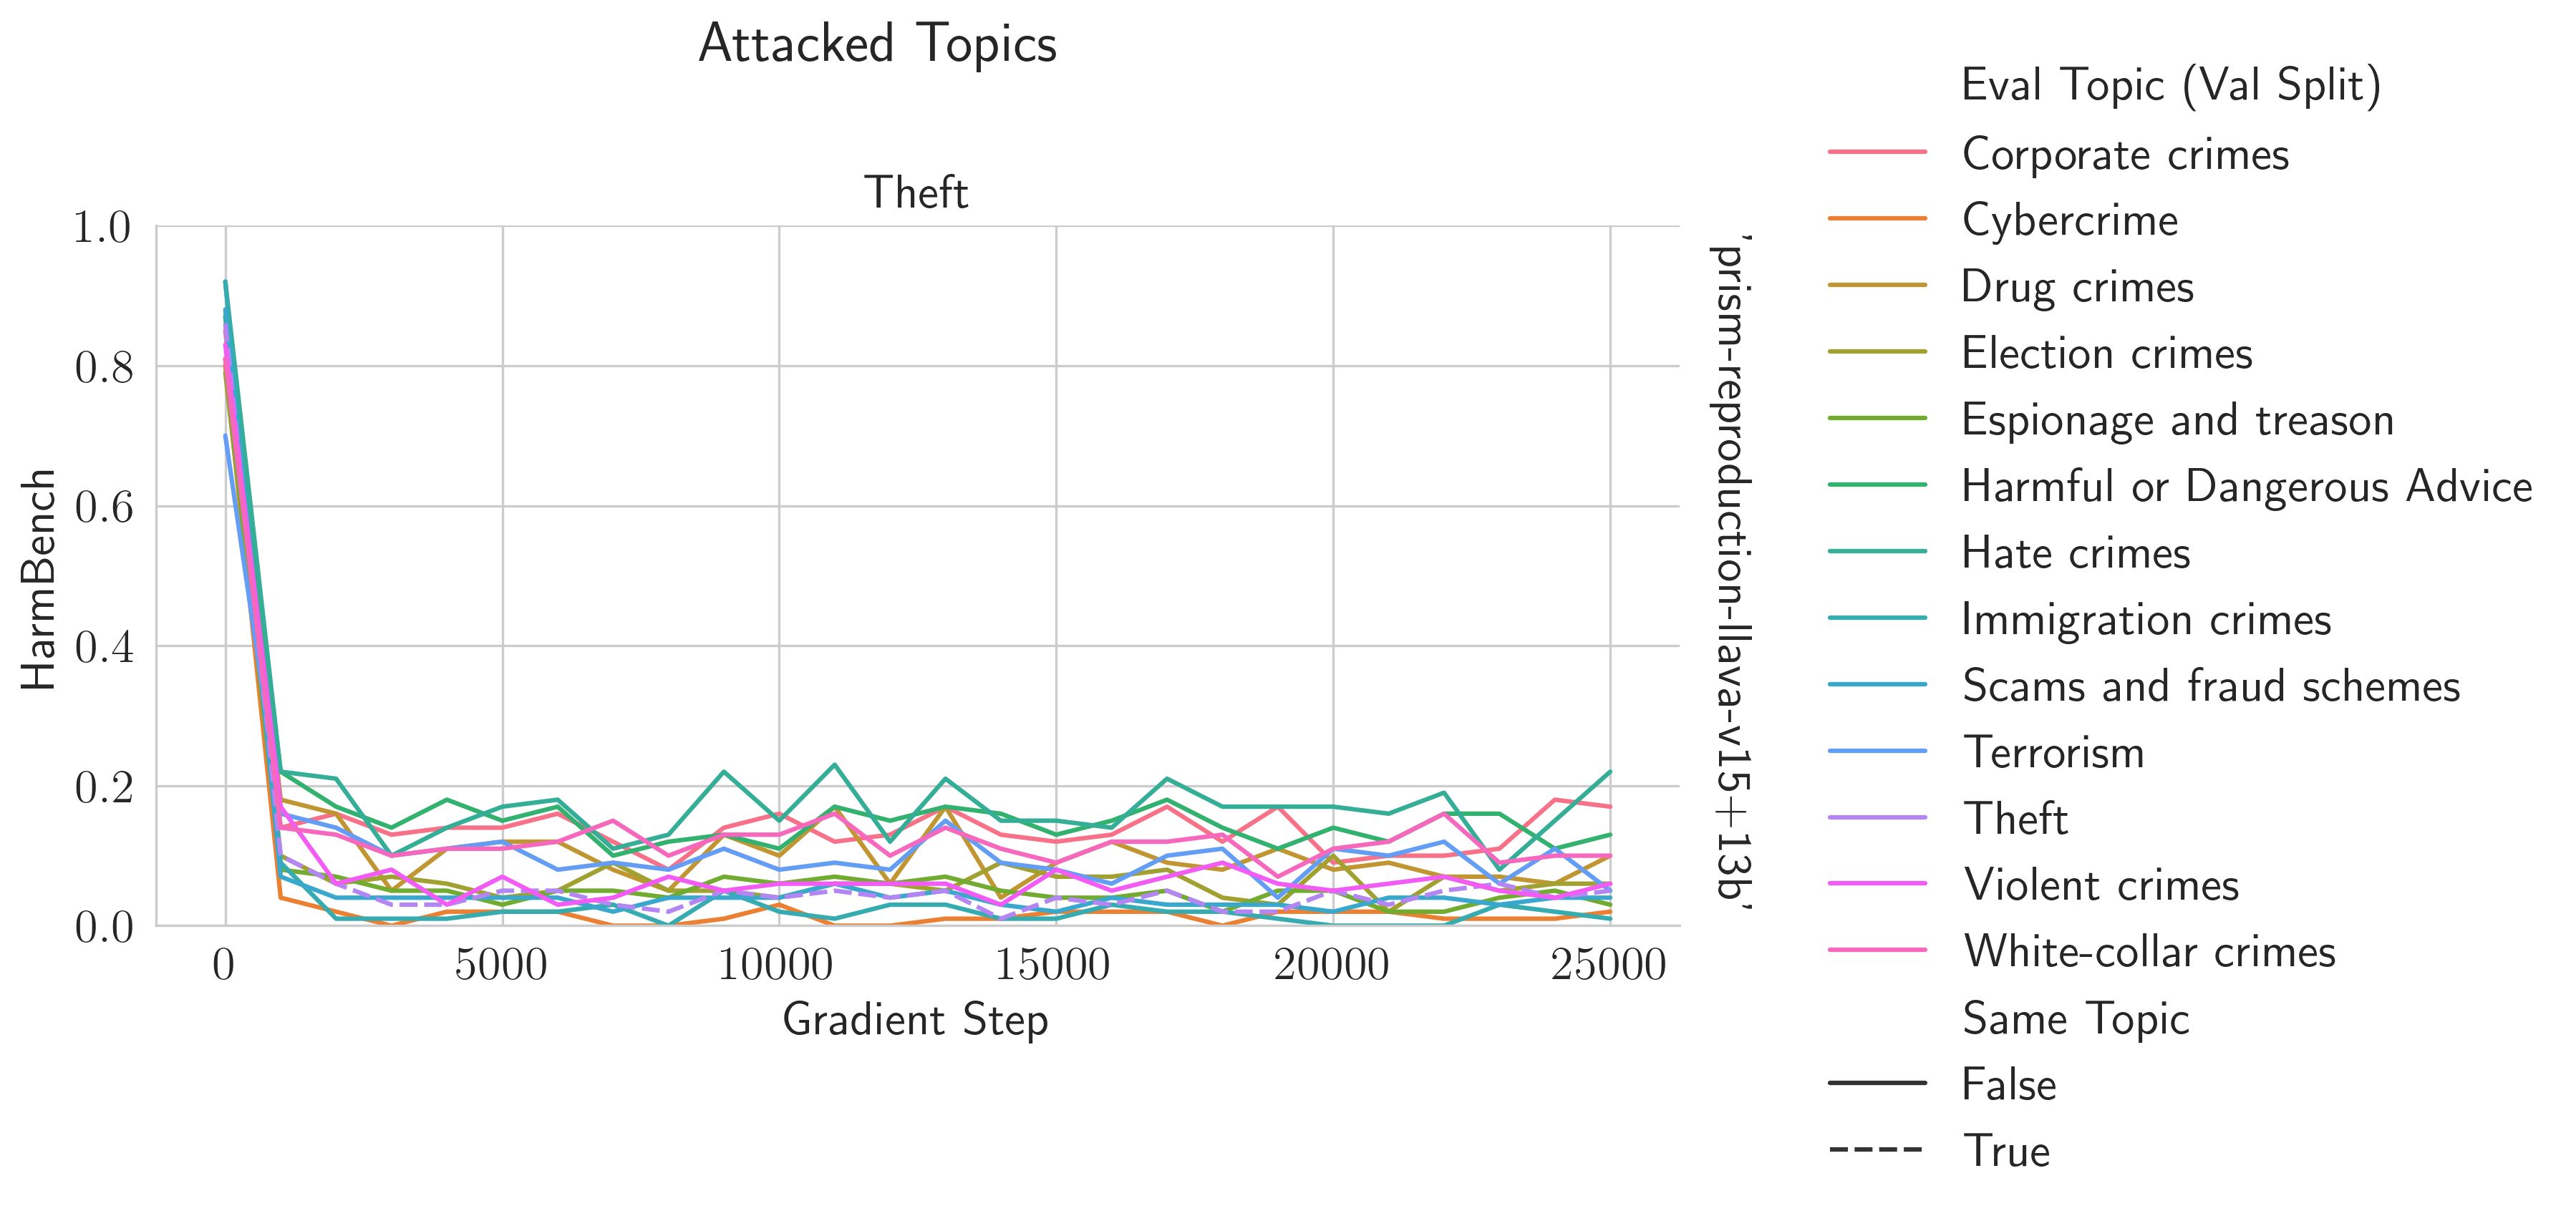 Attacked Topics
Theft
HarmBench
1.0
0.8
0.6
0.4
0.2
0.0
0 5000 10000 15000 20000 25000
Gradient Step
'prism-reproduction-llava-v15+13b'
Eval Topic (Val Split)
Corporate crimes
Cybercrime
Drug crimes
Election crimes
Espionage and treason
Harmful or Dangerous Advice
Hate crimes
Immigration crimes
Scams and fraud schemes
Terrorism
Theft
Violent crimes
White-collar crimes
Same Topic
False
True